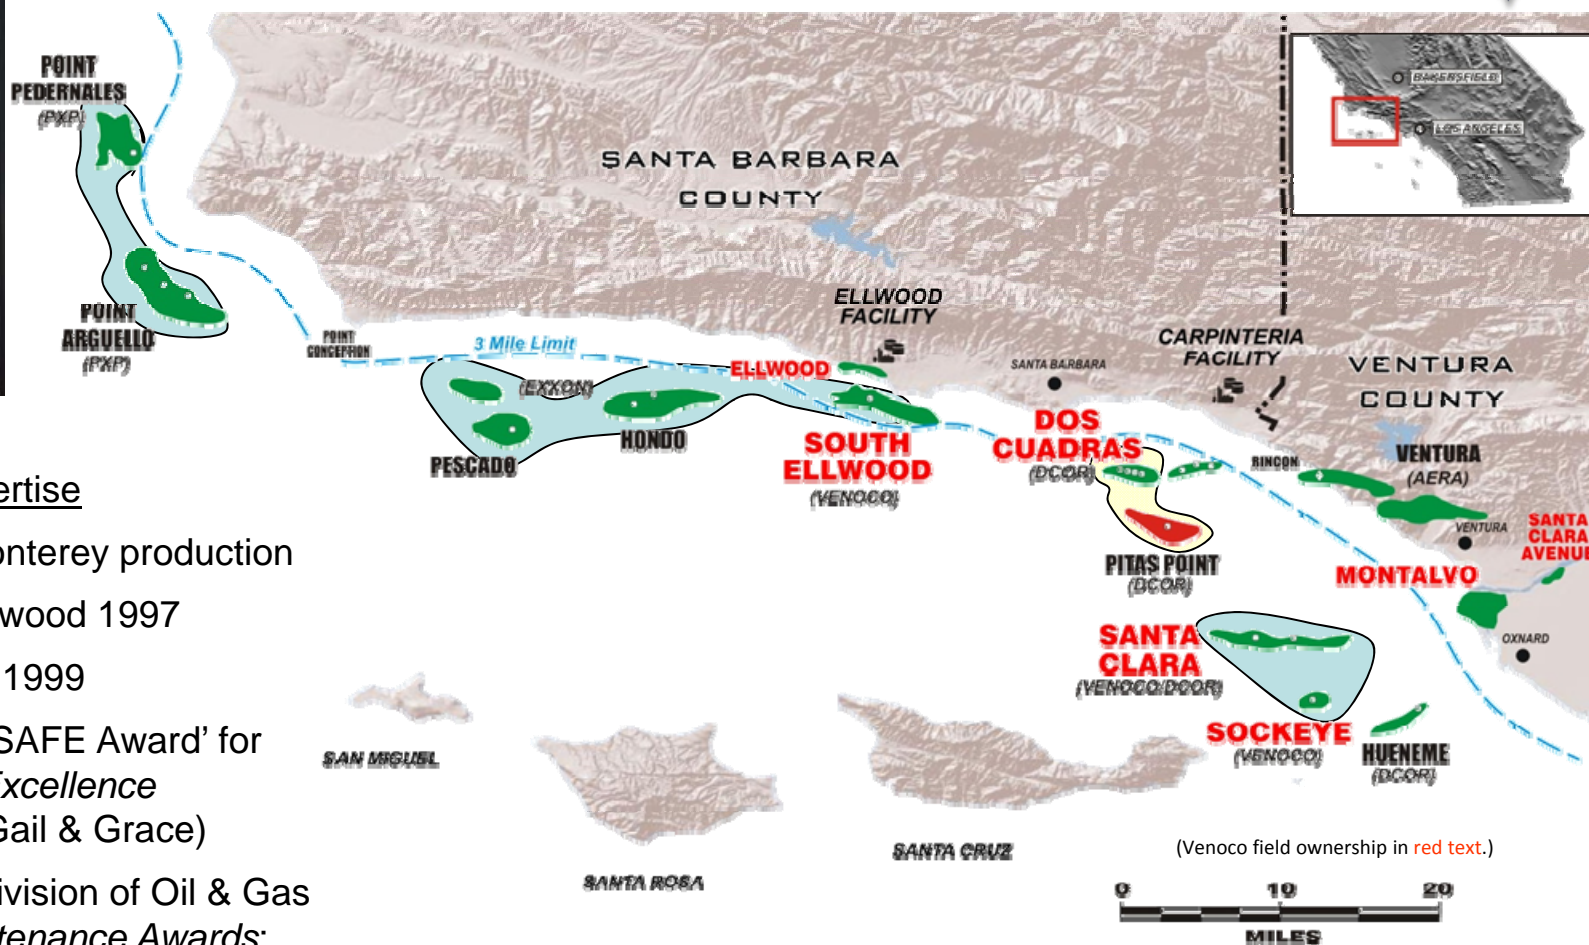 POINT
PEDERNALES
(PXP)
POINT
ARGUELLO
(PXP)
SANTA BARBARA
COUNTY
BAKERSFIELD
LOS ANGELES
ELLWOOD
FACILITY
POINT
CONCEPTION
3 Mile Limit
ELLWOOD
SANTA BARBARA
CARPINTERIA
FACILITY
VENTURA
COUNTY
(EXXON)
HONDO
PESCADO
SOUTH
ELLWOOD
(VENOCO)
DOS
CUADRAS
(DCOR)
RINCON
VENTURA
(AERA)
VENTURA
SANTA
CLARA
AVENUE
PITAS POINT
(DCOR)
MONTALVO
OXNARD
SANTA
CLARA
(VENOCO/DCOR)
SOCKEYE
(VENOCO)
HUENEME
(DCOR)
SAN MIGUEL
SANTA ROSA
SANTA CRUZ
(Venoco field ownership in red text.)
0 10 20
MILES
ertise
onterey production
wood 1997
1999
SAFE Award’ for
Excellence
Gail & Grace)
ivision of Oil & Gas
tenance Awards: